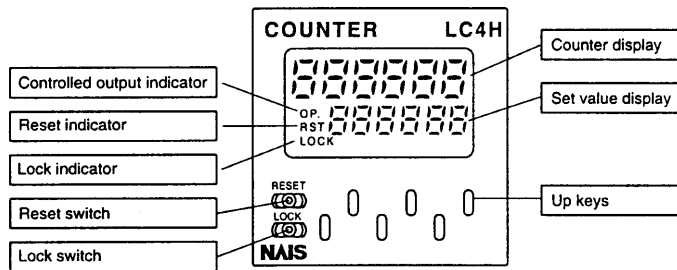 COUNTER LC4H
Counter display
Controlled output indicator
OP.
Set value display
Reset indicator
RST
LOCK
Lock indicator
RESET
Up keys
Reset switch
LOCK
Lock switch
NAiS